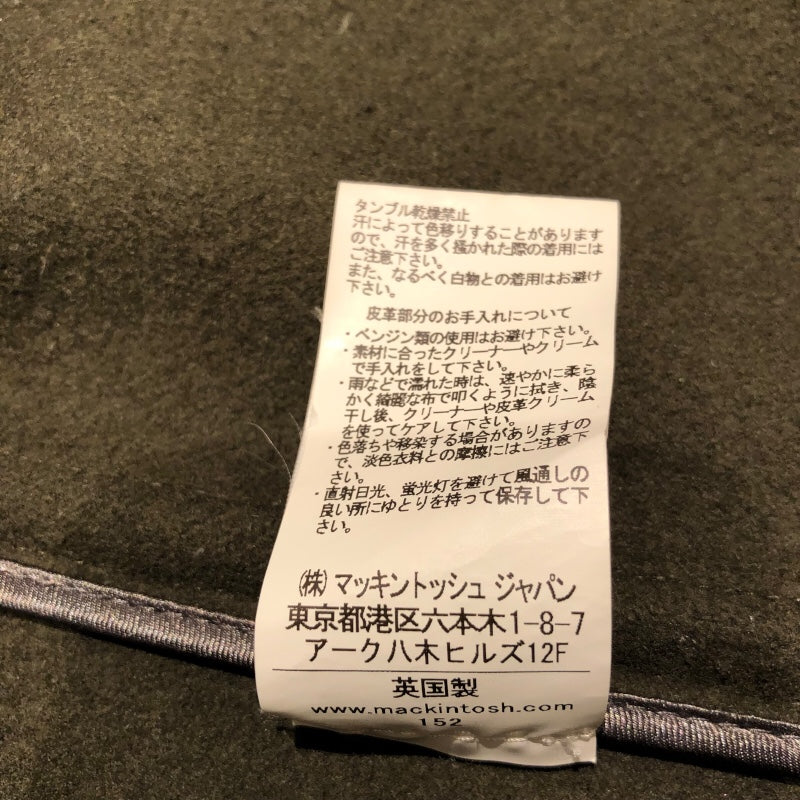 タンブル乾燥禁止
汗によって色移りすることがあります
ので、汗を多く掻かれた際の着用には
ご注意下さい。
また、なるべく白物との着用はお避け
下さい。
皮革部分のお手入れについて
・ベンジン類の使用はお避け下さい。
・素材に合ったクリーナーやクリーム
で手入れをして下さい。
・雨などで濡れた時は、速やかに柔ら
かく綺麗な布で叩くように拭き、陰
干し後、クリーナーや皮革クリーム
を使ってケアして下さい。
・色落ちや移染する場合がありますの
で、淡色衣料との摩擦にはご注意下
さい。
・直射日光、蛍光灯を避けて風通しの
良い所にゆとりを持って保存して下
さい。
(株) マッキントッシュ ジャパン
東京都港区六本木1-8-7
アーク八木ヒルズ12F
英国製
www.mackintosh.com
152